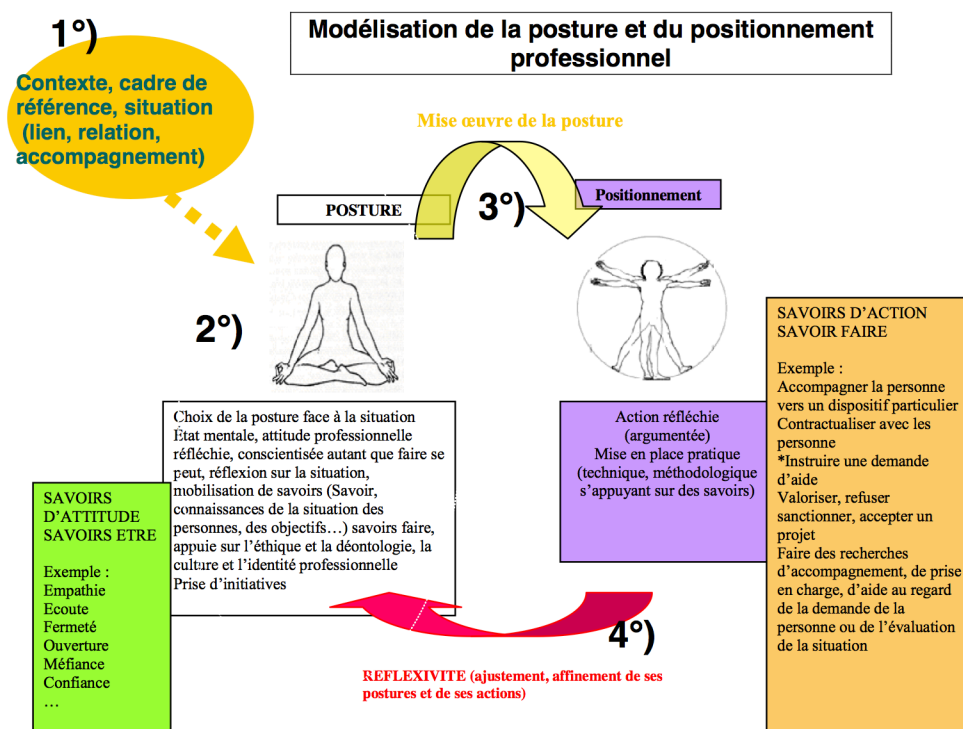 Modélisation de la posture et du positionnement
professionnel
1°)
Contexte, cadre de
référence, situation
(lien, relation,
accompagnement)
Mise œuvre de la posture
POSTURE
3°)
Positionnement
2°)
Choix de la posture face à la situation
État mentale, attitude professionnelle
réfléchie, conscientisée autant que faire se
peut, réflexion sur la situation,
mobilisation de savoirs (Savoir,
connaissances de la situation des
personnes, des objectifs…) savoirs faire,
appuie sur l'éthique et la déontologie, la
culture et l'identité professionnelle
Prise d'initiatives
Action réfléchie
(argumentée)
Mise en place pratique
(technique, méthodologique
s'appuyant sur des savoirs)
SAVOIRS D'ACTION
SAVOIR FAIRE
Exemple :
Accompagner la personne
vers un dispositif particulier
Contractualiser avec les
personne
*Instruire une demande
d'aide
Valoriser, refuser
sanctionner, accepter un
projet
Faire des recherches
d'accompagnement, de prise
en charge, d'aide au regard
de la demande de la
personne ou de l'évaluation
de la situation
SAVOIRS
D'ATTITUDE
SAVOIRS ETRE
Exemple :
Empathie
Ecoute
Fermeté
Ouverture
Méfiance
Confiance
…
4°)
REFLEXIVITE (ajustement, affinement de ses
postures et de ses actions)